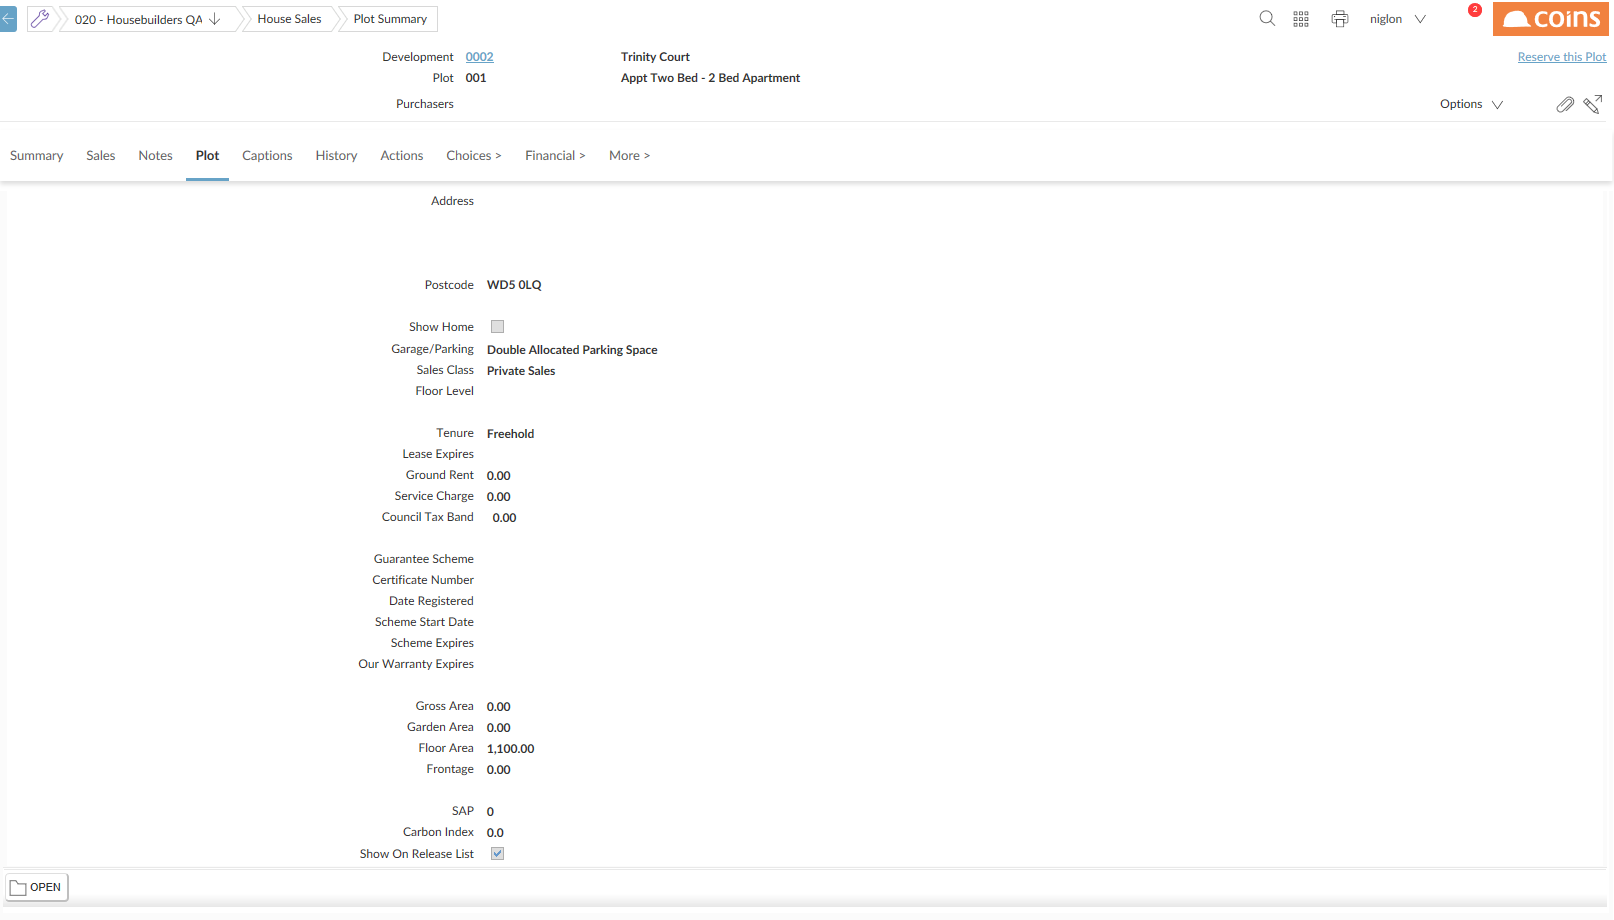 020 - Housebuilders QA House Sales Plot Summary niglon 2 coins
Development 0002 Trinity Court Reserve this Plot
Plot 001 Appt Two Bed - 2 Bed Apartment
Purchasers Options
Summary Sales Notes Plot Captions History Actions Choices > Financial > More >
Address
Postcode WD5 0LQ
Show Home
Garage/Parking Double Allocated Parking Space
Sales Class Private Sales
Floor Level
Tenure Freehold
Lease Expires
Ground Rent 0.00
Service Charge 0.00
Council Tax Band 0.00
Guarantee Scheme
Certificate Number
Date Registered
Scheme Start Date
Scheme Expires
Our Warranty Expires
Gross Area 0.00
Garden Area 0.00
Floor Area 1,100.00
Frontage 0.00
SAP 0
Carbon Index 0.0
Show On Release List
OPEN